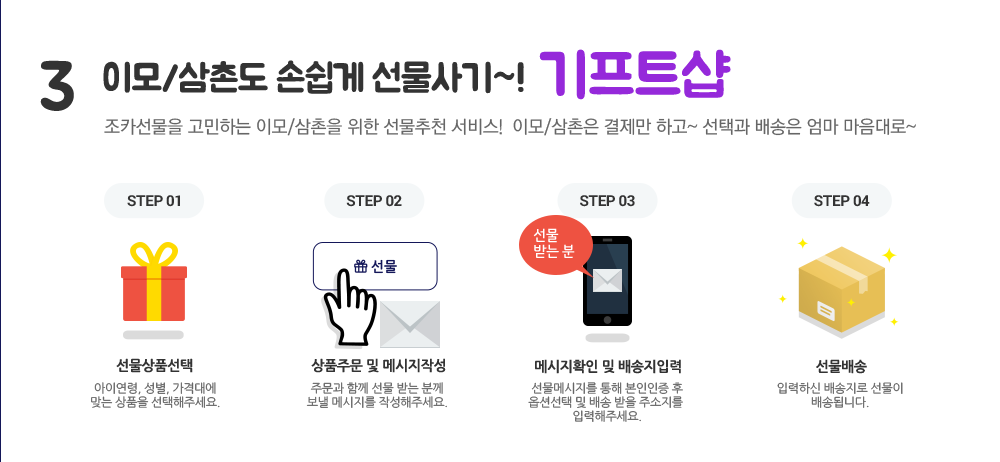 3 이모/삼촌도 손쉽게 선물사기~! 기프트샵
조카선물을 고민하는 이모/삼촌을 위한 선물추천 서비스! 이모/삼촌은 결제만 하고~ 선택과 배송은 엄마 마음대로~
STEP 01
선물상품선택
아이연령, 성별, 가격대에
맞는 상품을 선택해주세요.
STEP 02
선물
상품주문 및 메시지작성
주문과 함께 선물 받는 분께
보낼 메시지를 작성해주세요.
STEP 03
선물
받는 분
메시지확인 및 배송지입력
선물메시지를 통해 본인인증 후
옵션선택 및 배송 받을 주소지를
입력해주세요.
STEP 04
선물배송
입력하신 배송지로 선물이
배송됩니다.